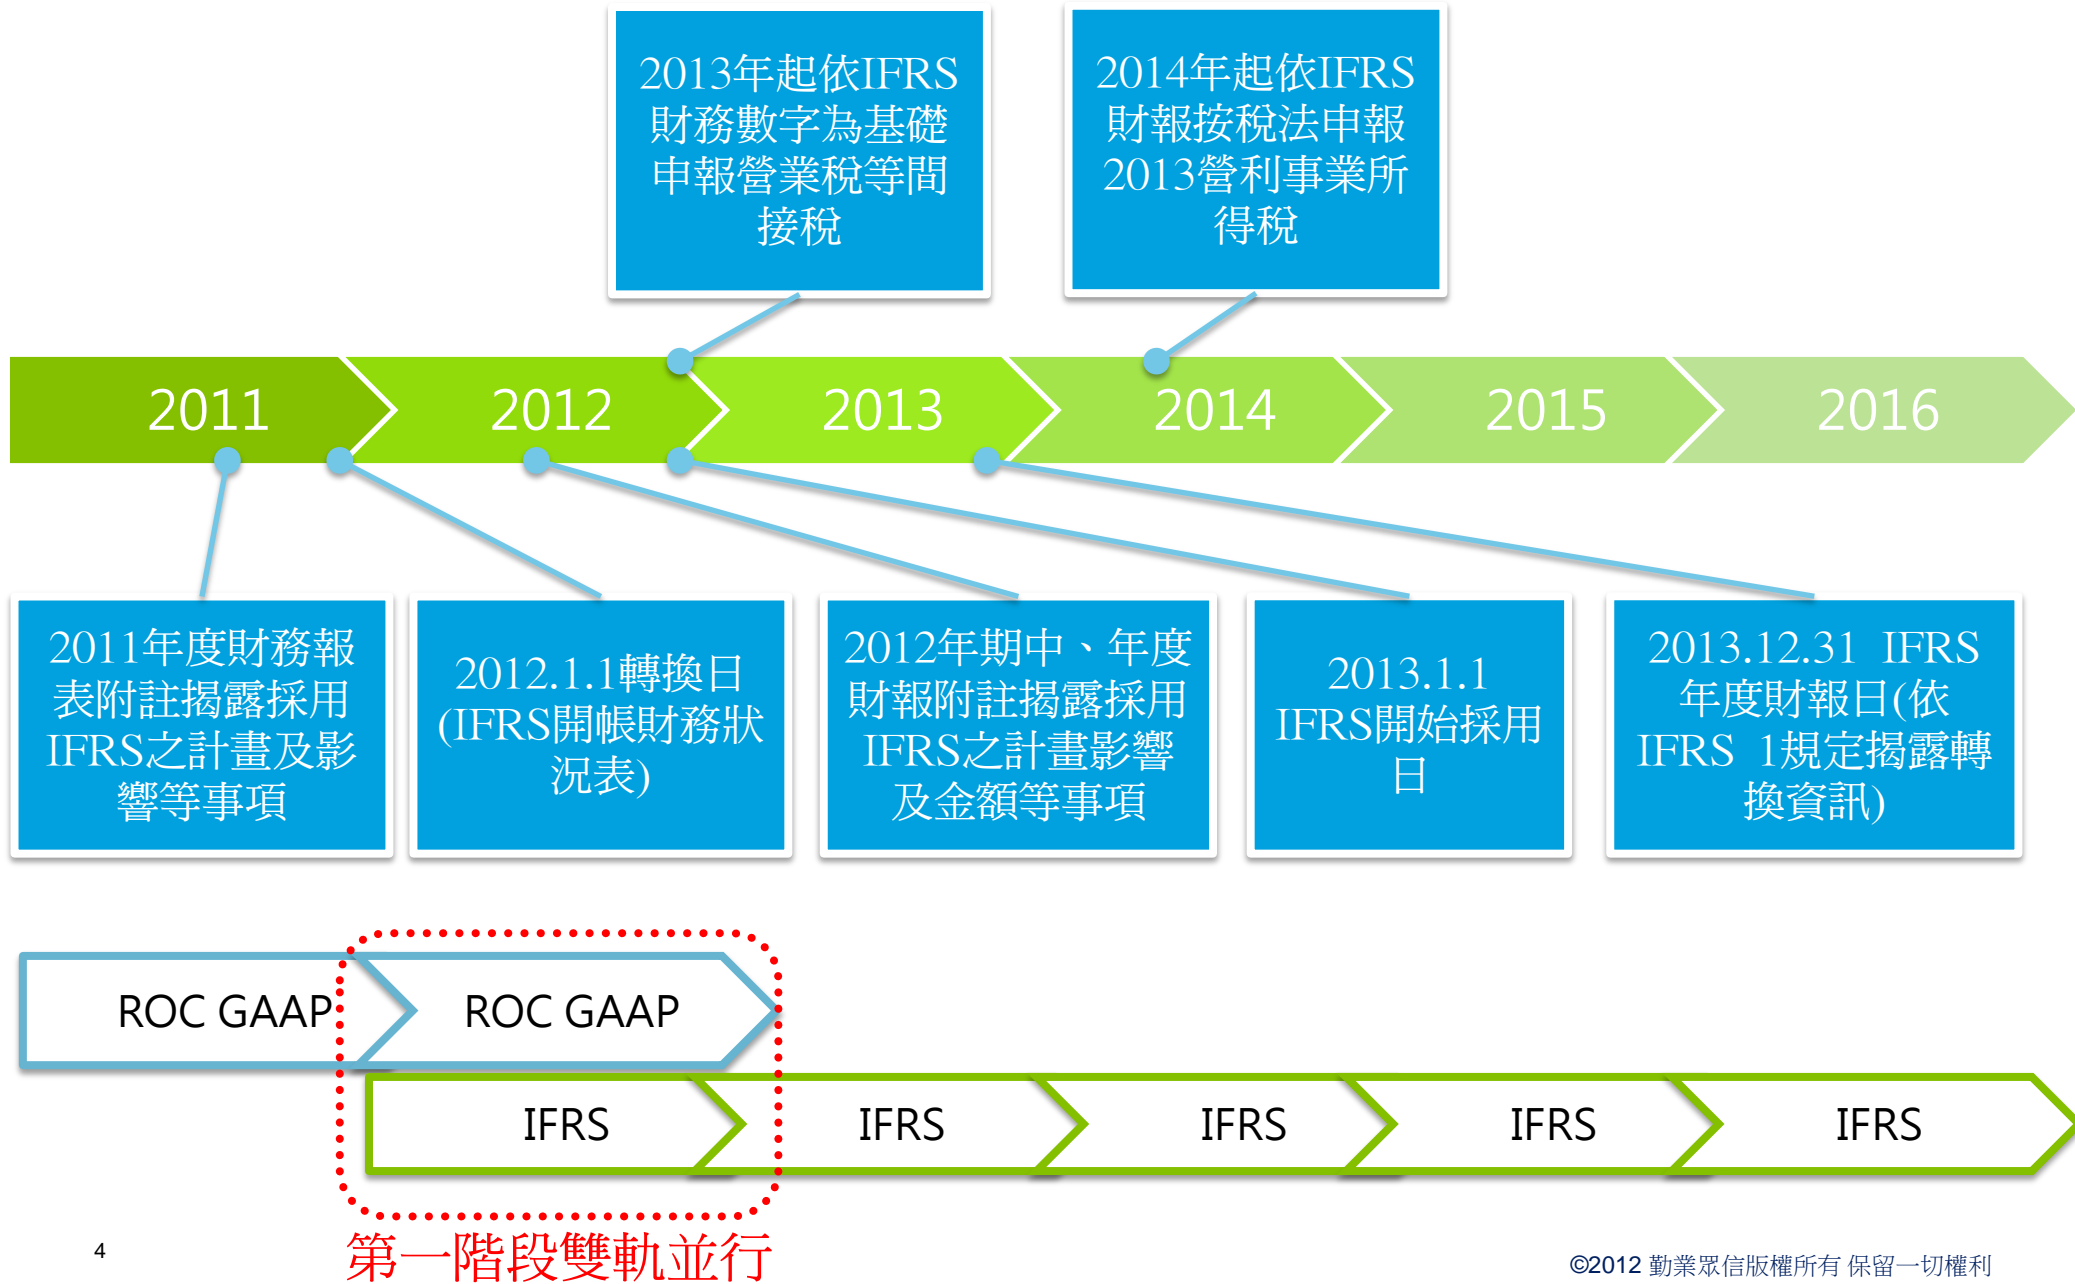 2013年起依IFRS
財務數字為基礎
申報營業稅等間
接稅
2014年起依IFRS
財報按稅法申報
2013營利事業所
得稅
2011
2012
2013
2014
2015
2016
2011年度財務報
表附註揭露採用
IFRS之計畫及影
響等事項
2012.1.1轉換日
(IFRS開帳財務狀
況表)
2012年期中、年度
財報附註揭露採用
IFRS之計畫影響
及金額等事項
2013.1.1
IFRS開始採用
日
2013.12.31 IFRS
年度財報日(依
IFRS 1規定揭露轉
換資訊)
ROC GAAP
ROC GAAP
IFRS
IFRS
IFRS
IFRS
IFRS
第一階段雙軌並行
4
©2012 勤業眾信版權所有 保留一切權利